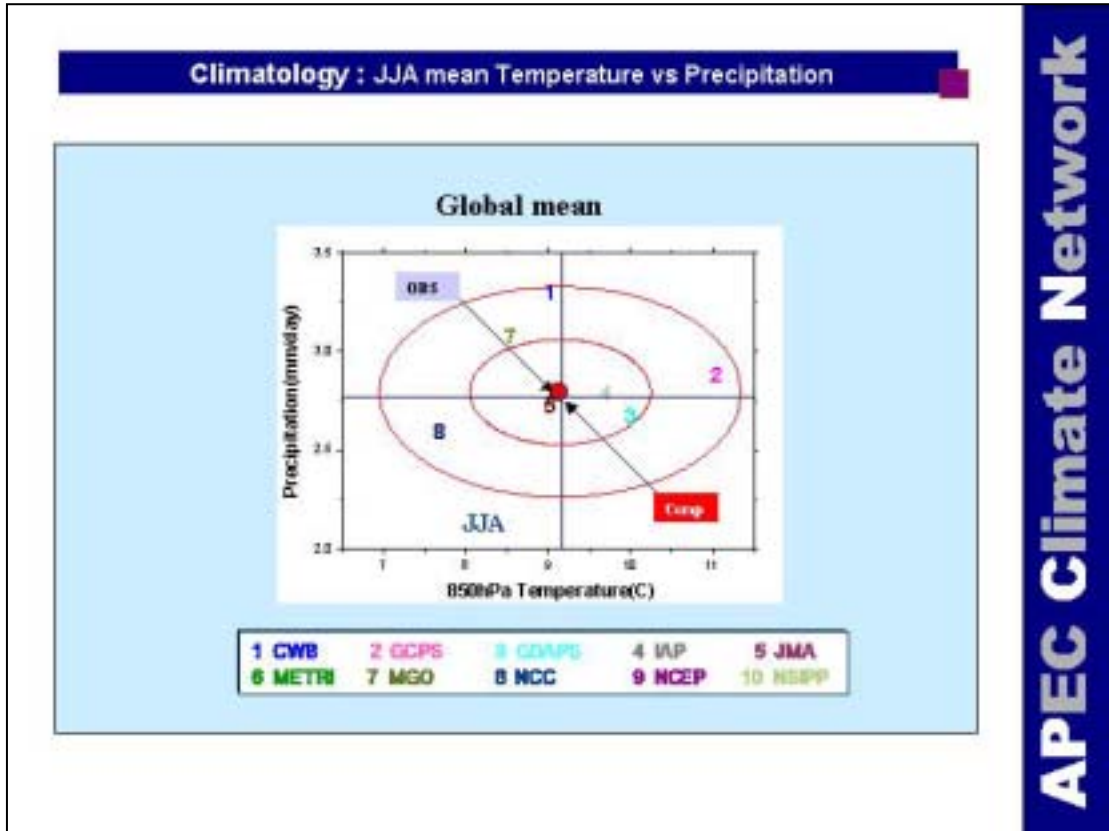 Climatology : JJA mean Temperature vs Precipitation
Global mean
3.5
OBS
1
7
3.0
2
4
5
3
8
2.5
Comp
JJA
2.0
7 8 9 10 11
Precipitation(mm/day)
850hPa Temperature(C)
1 CWB 2 GCPS 3 GDAPS 4 IAP 5 JMA
6 METRI 7 MGO 8 NCC 9 NCEP 10 NSIPP
APEC Climate Network